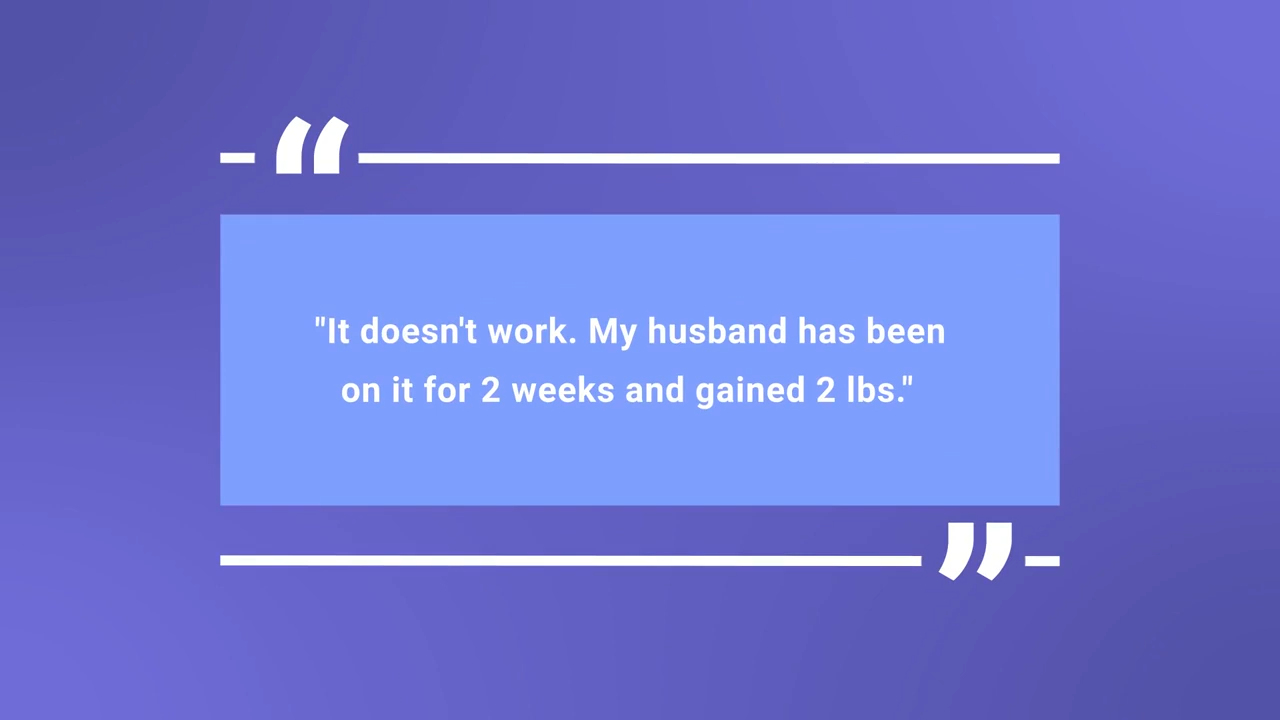 "It doesn't work. My husband has been
on it for 2 weeks and gained 2 lbs."